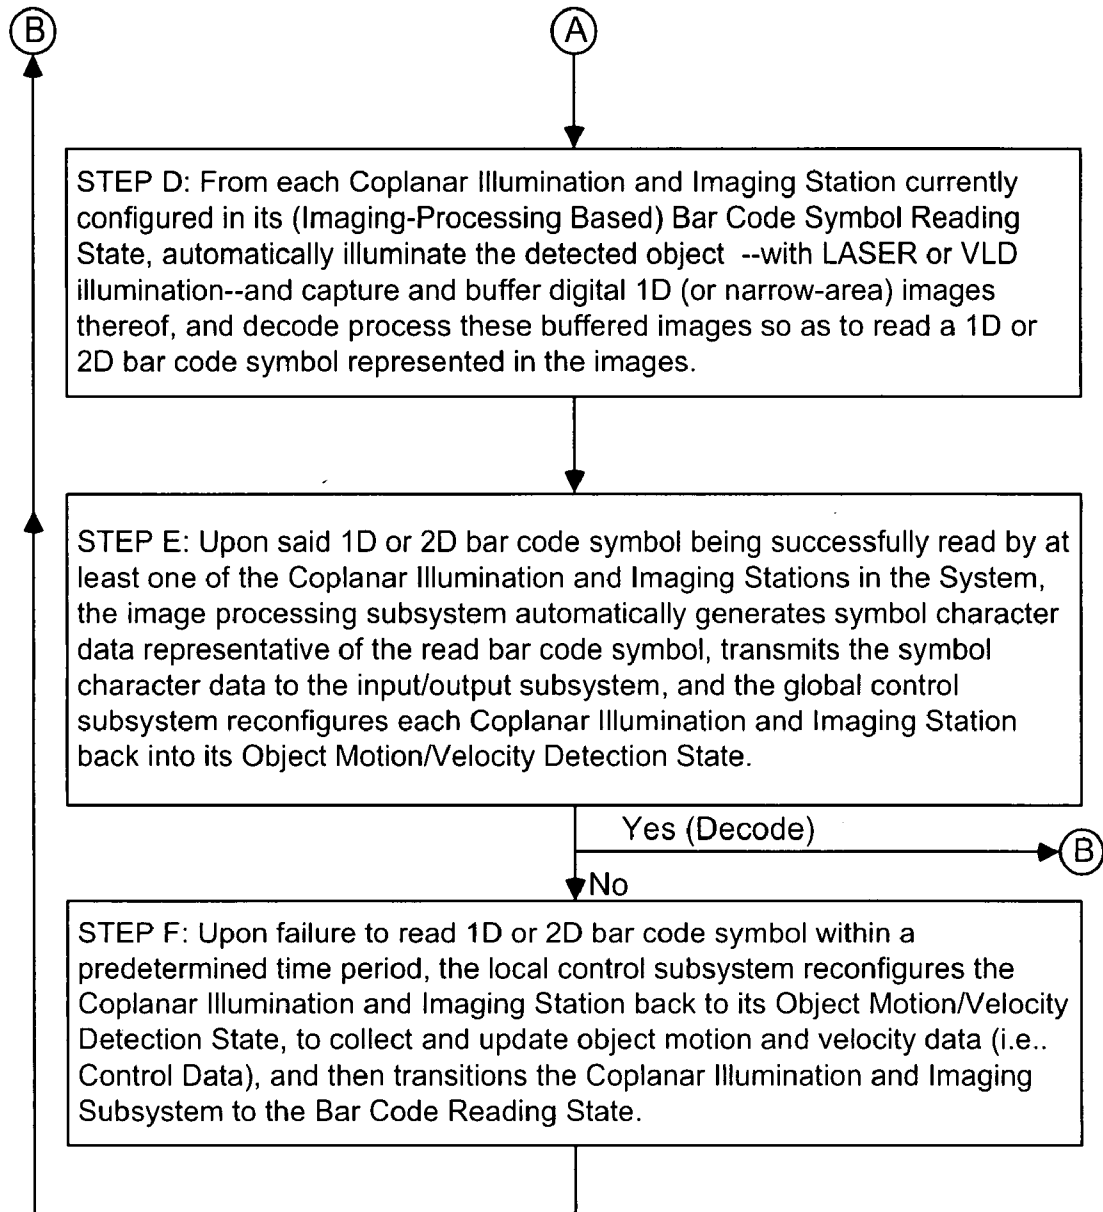 B
A
STEP D: From each Coplanar Illumination and Imaging Station currently
configured in its (Imaging-Processing Based) Bar Code Symbol Reading
State, automatically illuminate the detected object --with LASER or VLD
illumination--and capture and buffer digital 1D (or narrow-area) images
thereof, and decode process these buffered images so as to read a 1D or
2D bar code symbol represented in the images.
STEP E: Upon said 1D or 2D bar code symbol being successfully read by at
least one of the Coplanar Illumination and Imaging Stations in the System,
the image processing subsystem automatically generates symbol character
data representative of the read bar code symbol, transmits the symbol
character data to the input/output subsystem, and the global control
subsystem reconfigures each Coplanar Illumination and Imaging Station
back into its Object Motion/Velocity Detection State.
Yes (Decode)
B
No
STEP F: Upon failure to read 1D or 2D bar code symbol within a
predetermined time period, the local control subsystem reconfigures the
Coplanar Illumination and Imaging Station back to its Object Motion/Velocity
Detection State, to collect and update object motion and velocity data (i.e..
Control Data), and then transitions the Coplanar Illumination and Imaging
Subsystem to the Bar Code Reading State.